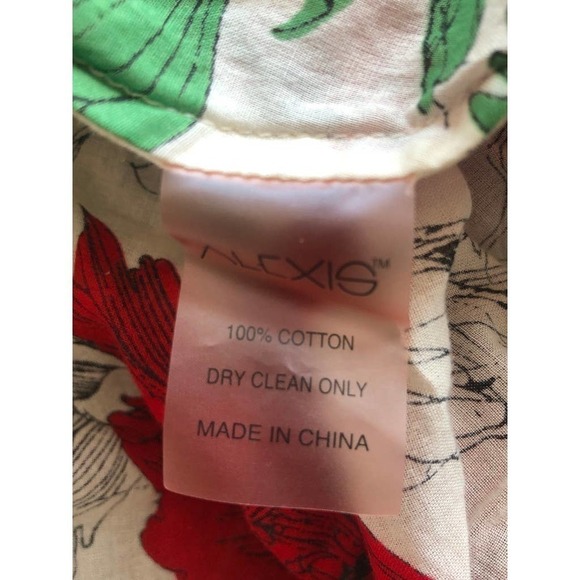 ALEXIS™
100% COTTON
DRY CLEAN ONLY
MADE IN CHINA